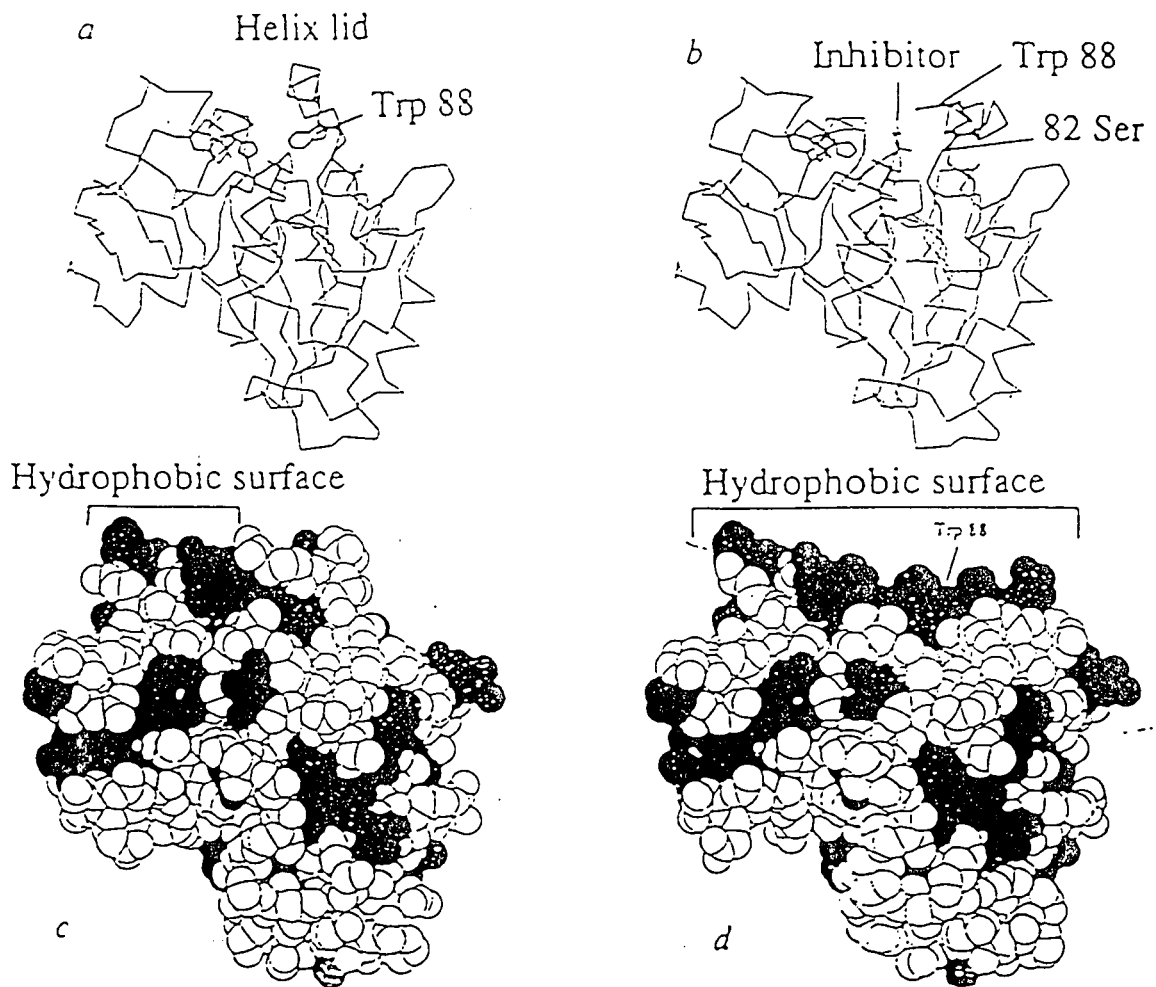 a
Helix lid
Trp 88
b
Inhibitor
Trp 88
82 Ser
Hydrophobic surface
Hydrophobic surface
Trp 88
c
d